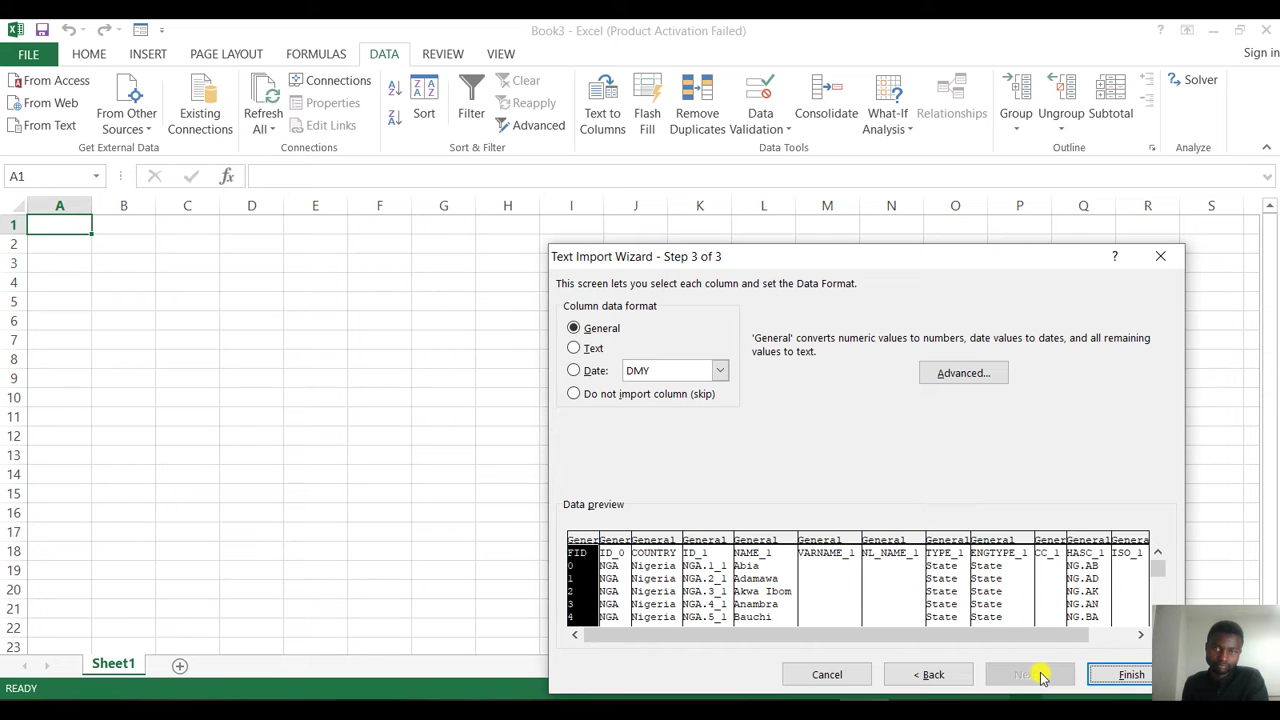 Book3 - Excel (Product Activation Failed)
FILE HOME INSERT PAGE LAYOUT FORMULAS DATA REVIEW VIEW Sign in
From Access
From Web
From Text
From Other
Sources
Existing
Connections
Get External Data
Refresh
All
Connections
Properties
Edit Links
Connections
Sort
Filter
Clear
Reapply
Advanced
Sort & Filter
Text to
Columns
Flash
Fill
Remove
Duplicates
Data
Validation
Consolidate
What-If
Analysis
Relationships
Data Tools
Group
Ungroup
Subtotal
Outline
Solver
Analyze
A1
A B C D E F G H I J K L M N O P Q R S
1
2
3
4
5
6
7
8
9
10
11
12
13
14
15
16
17
18
19
20
21
22
23
Text Import Wizard - Step 3 of 3
This screen lets you select each column and set the Data Format.
Column data format
General
Text
Date: DMY
Do not import column (skip)
'General' converts numeric values to numbers, date values to dates, and all remaining
values to text.
Advanced...
Data preview
Gener Gener General General General General General General General Gener General Genera
FID ID_0 COUNTRY ID_1 NAME_1 VARNAME_1 NL_NAME_1 TYPE_1 ENGTYPE_1 CC_1 HASC_1 ISO_1
0 NGA Nigeria NGA.1_1 Abia State State NG.AB
1 NGA Nigeria NGA.2_1 Adamawa State State NG.AD
2 NGA Nigeria NGA.3_1 Akwa Ibom State State NG.AK
3 NGA Nigeria NGA.4_1 Anambra State State NG.AN
4 NGA Nigeria NGA.5_1 Bauchi State State NG.BA
Cancel < Back Finish
Sheet1
READY